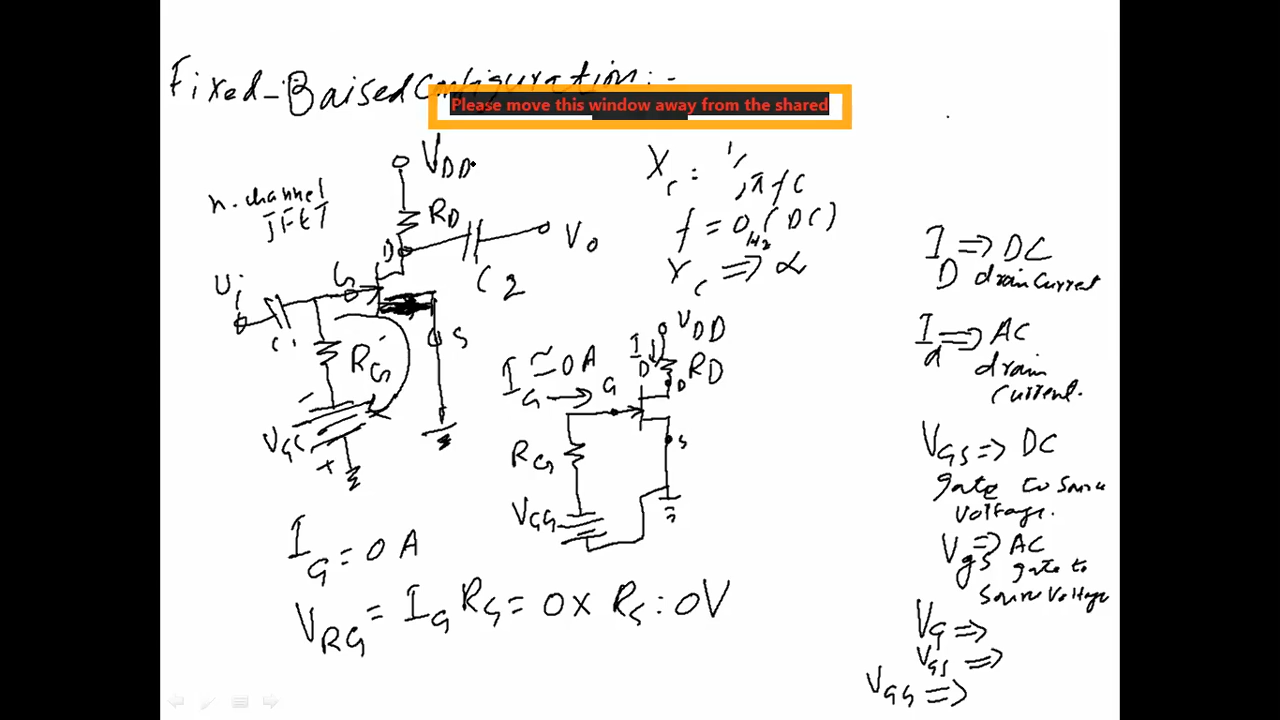 Fixed-Baised Configuration:-
Please move this window away from the shared
VDD
n-channel
JFET
RD
D
C2
Vo
G
Vi
C1
RG
S
-
VGG
+
IG = 0 A
VRG = IG RG = 0 x RG : 0V
Xc = 1/2πfC
f = 0Hz (DC)
Xc => α
IG ≃ 0A
VDD
ID
RD
D
G
S
RG
VGG
ID => DC
drain Current
Id => AC
drain
Current.
VGS => DC
gate to Source
Voltage.
Vgs => AC
gate to
Source Voltage
VG =>
VGS =>
VGG =>